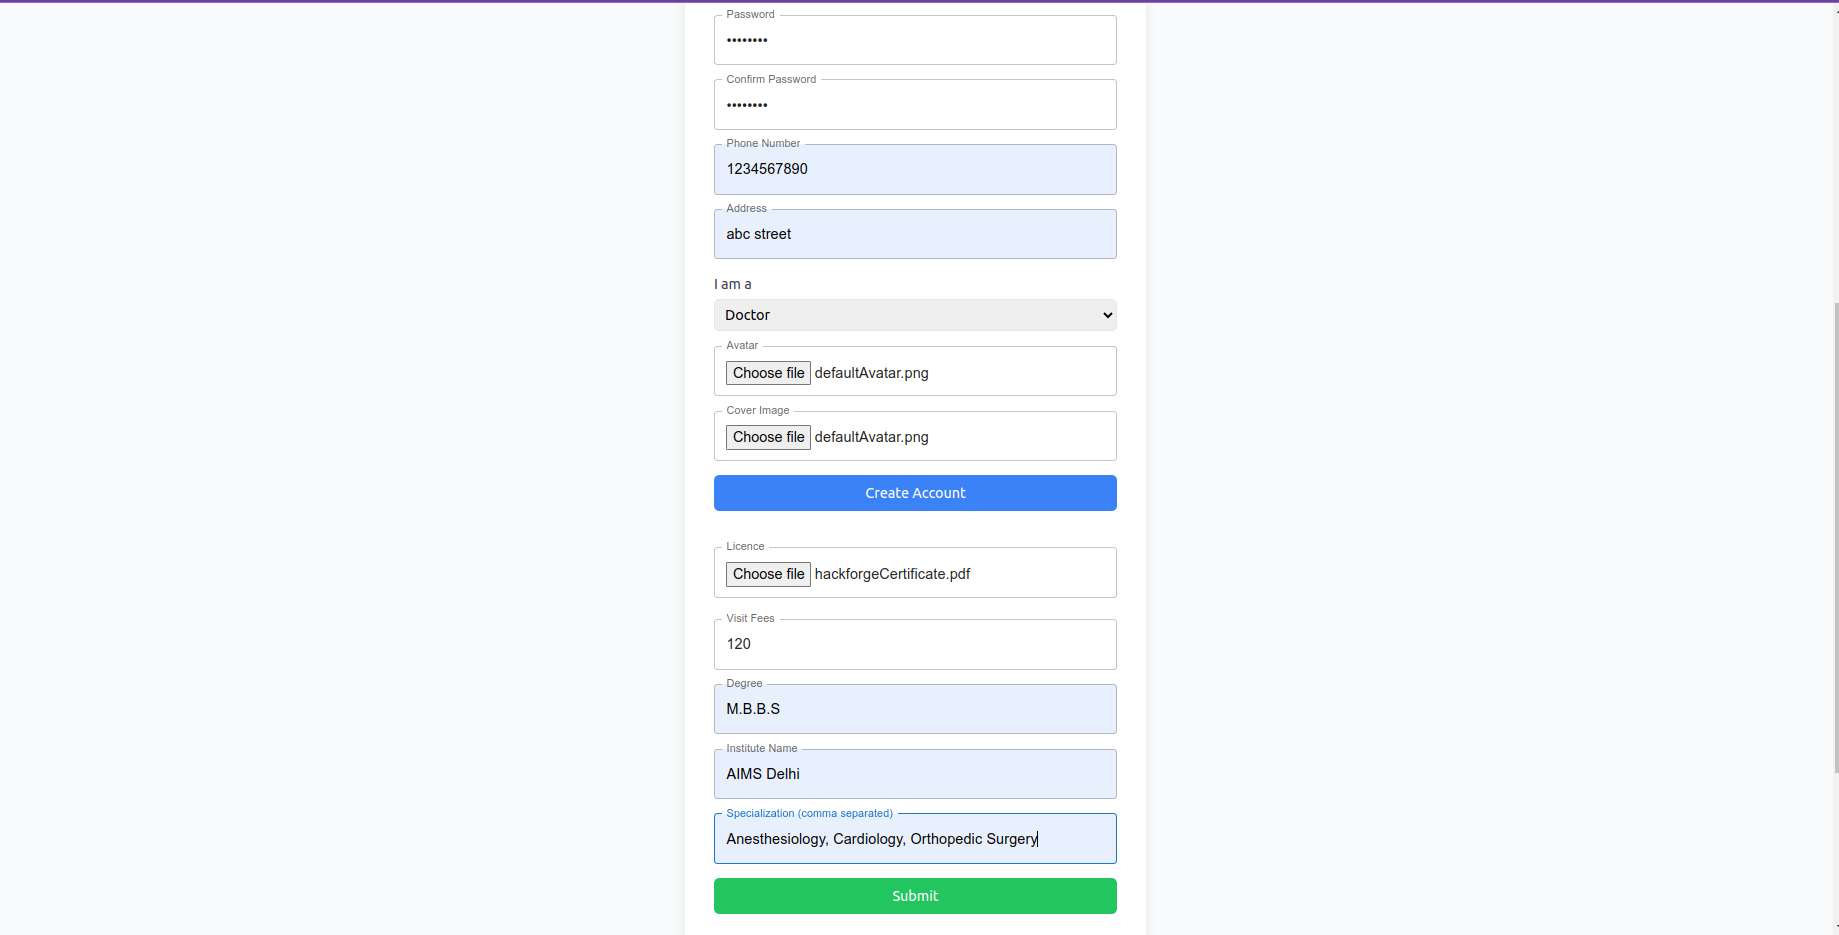 Password
••••••••
Confirm Password
••••••••
Phone Number
1234567890
Address
abc street
I am a
Doctor
Avatar
Choose file defaultAvatar.png
Cover Image
Choose file defaultAvatar.png
Create Account
Licence
Choose file hackforgeCertificate.pdf
Visit Fees
120
Degree
M.B.B.S
Institute Name
AIMS Delhi
Specialization (comma separated)
Anesthesiology, Cardiology, Orthopedic Surgery
Submit